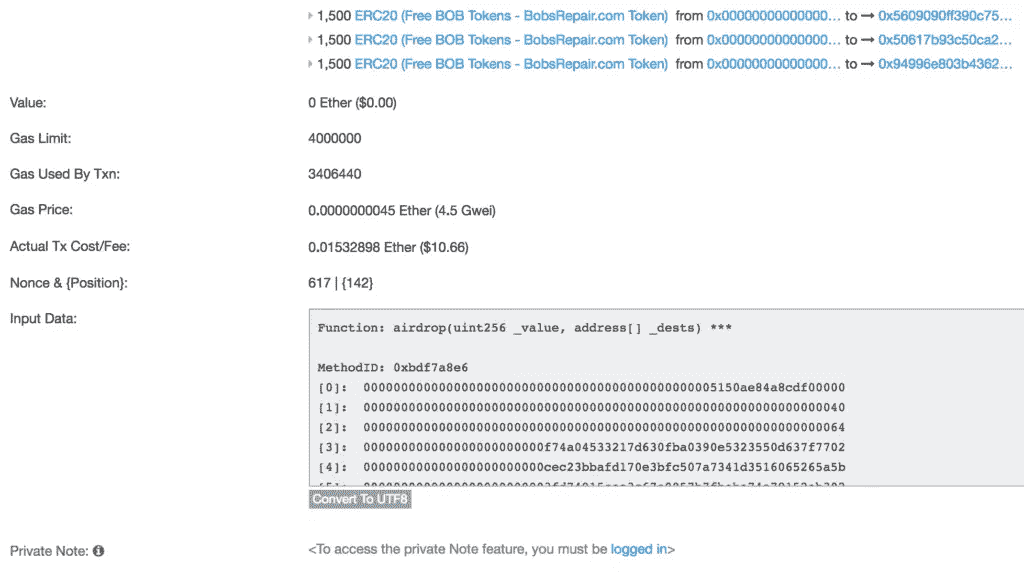 1,500 ERC20 (Free BOB Tokens - BobsRepair.com Token) from 0x00000000000000... to → 0x5609090ff390c75...
1,500 ERC20 (Free BOB Tokens - BobsRepair.com Token) from 0x00000000000000... to → 0x50617b93c50ca2...
1,500 ERC20 (Free BOB Tokens - BobsRepair.com Token) from 0x00000000000000... to → 0x94996e803b4362...
Value: 0 Ether ($0.00)
Gas Limit: 4000000
Gas Used By Txn: 3406440
Gas Price: 0.0000000045 Ether (4.5 Gwei)
Actual Tx Cost/Fee: 0.01532898 Ether ($10.66)
Nonce & {Position}: 617 | {142}
Input Data:
Function: airdrop(uint256 _value, address[] _dests) ***
MethodID: 0xbdf7a8e6
[0]: 00000000000000000000000000000000000000000000005150ae84a8cdf00000
[1]: 0000000000000000000000000000000000000000000000000000000000000040
[2]: 0000000000000000000000000000000000000000000000000000000000000064
[3]: 000000000000000000000000f74a04533217d630fba0390e5323550d637f7702
[4]: 000000000000000000000000cec23bbafd170e3bfc507a7341d3516065265a5b
Convert To UTF8
Private Note: <To access the private Note feature, you must be logged in>